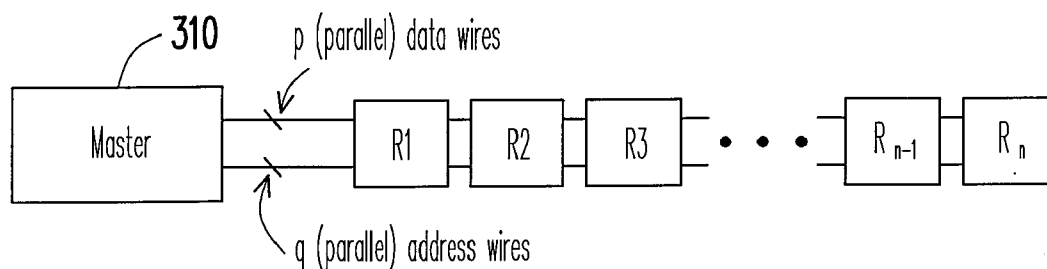 310
p (parallel) data wires
Master
R1
R2
R3
R n-1
R n
q (parallel) address wires